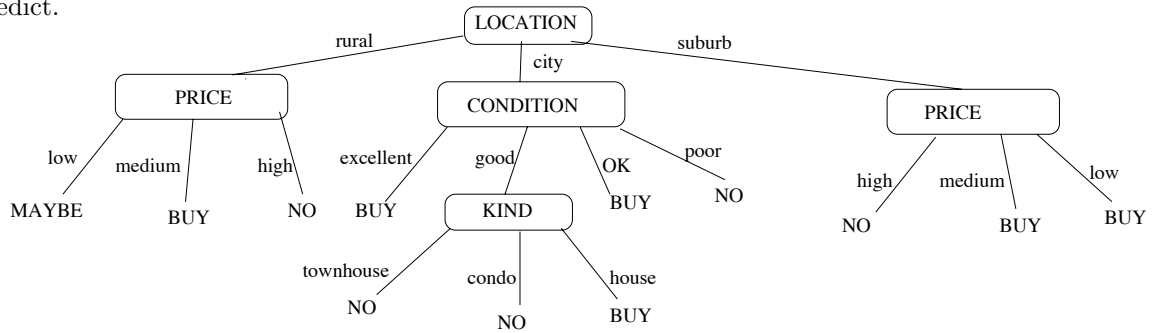 edict.
LOCATION
rural
city
suburb
PRICE
CONDITION
PRICE
low
medium
high
excellent
good
OK
poor
high
medium
low
MAYBE
BUY
NO
BUY
KIND
BUY
NO
NO
BUY
BUY
townhouse
condo
house
NO
NO
BUY